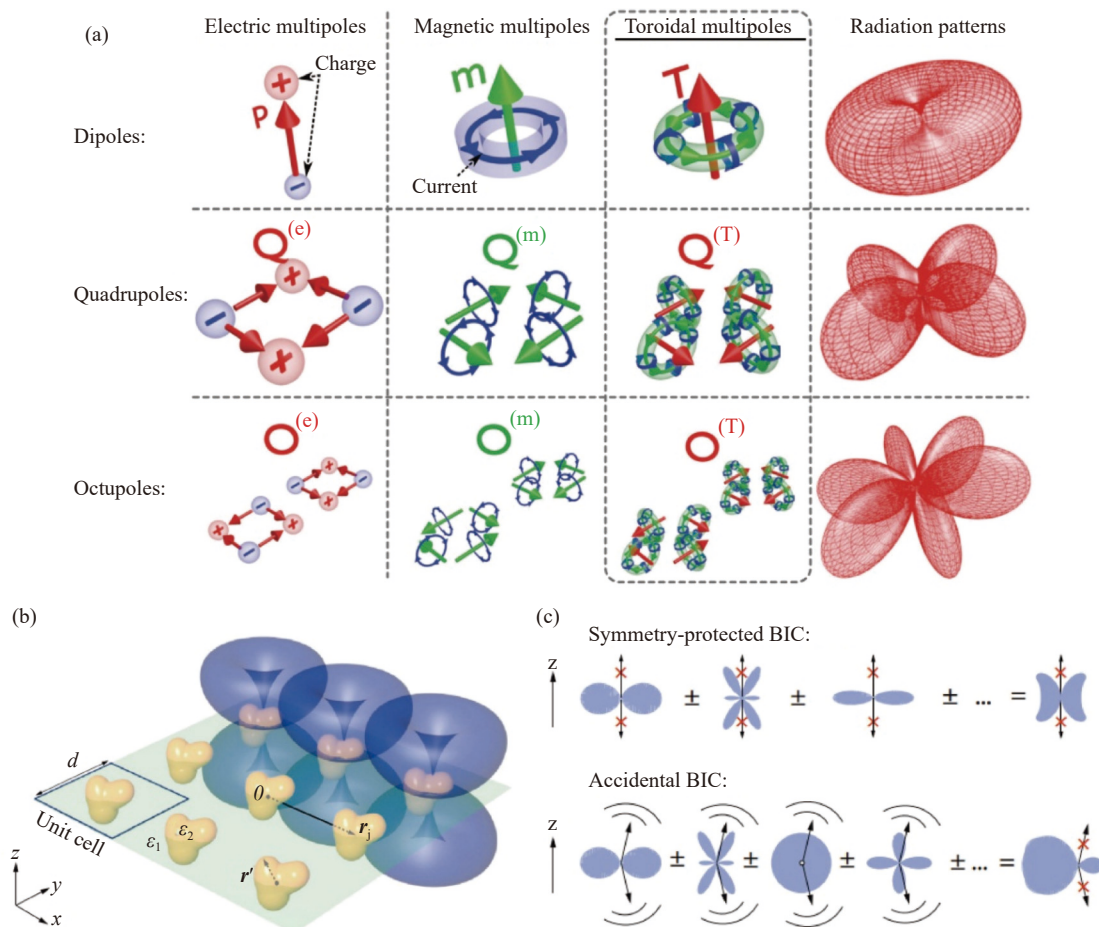 (a)
Electric multipoles Magnetic multipoles Toroidal multipoles Radiation patterns
Dipoles:
+
Charge
P
−
m
Current
T
Quadrupoles:
Q(e) Q(m) Q(T)
+
− −
+
Octupoles:
O(e) O(m) O(T)
+
− −
+
+
− −
+
(b)
d
Unit cell
ε1
ε2
0
rj
r′
z
y
x
(c)
Symmetry-protected BIC:
z
± ± ± ... =
Accidental BIC:
z
± ± ± ± ... =